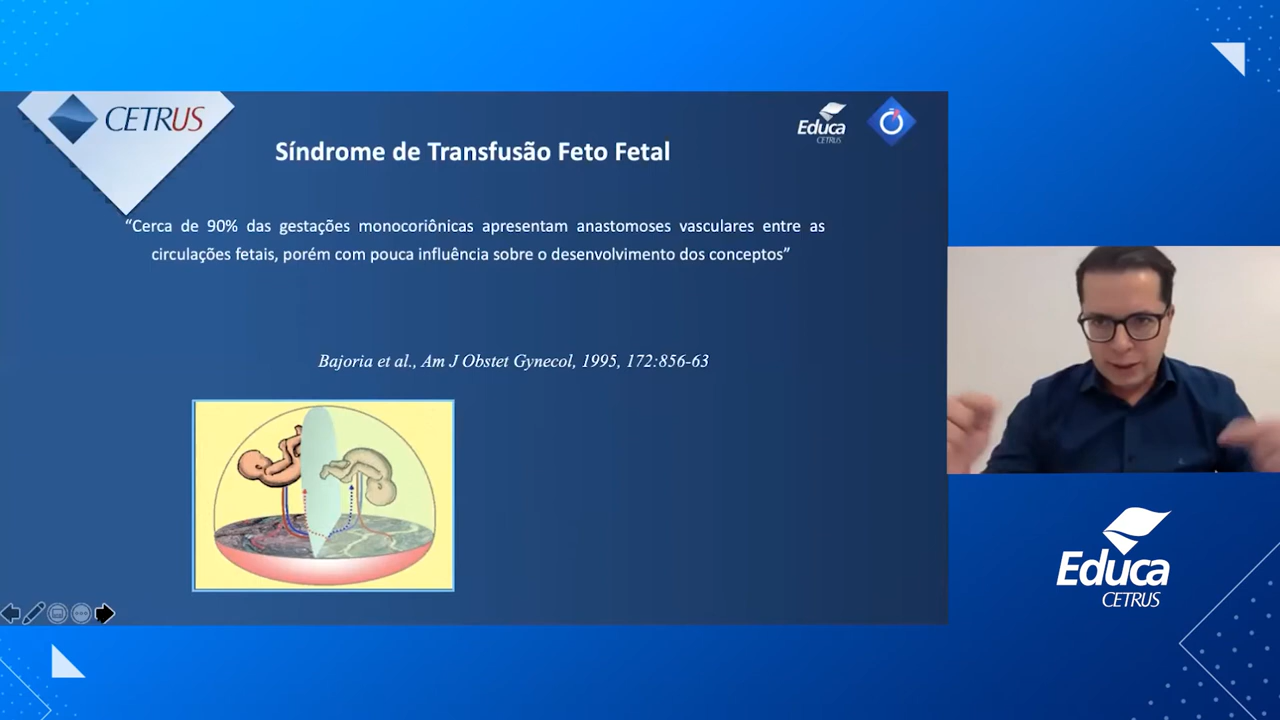 CETRUS
Educa
CETRUS
Síndrome de Transfusão Feto Fetal
“Cerca de 90% das gestações monocoriônicas apresentam anastomoses vasculares entre as
circulações fetais, porém com pouca influência sobre o desenvolvimento dos conceptos”
Bajoria et al., Am J Obstet Gynecol, 1995, 172:856-63
Educa
CETRUS